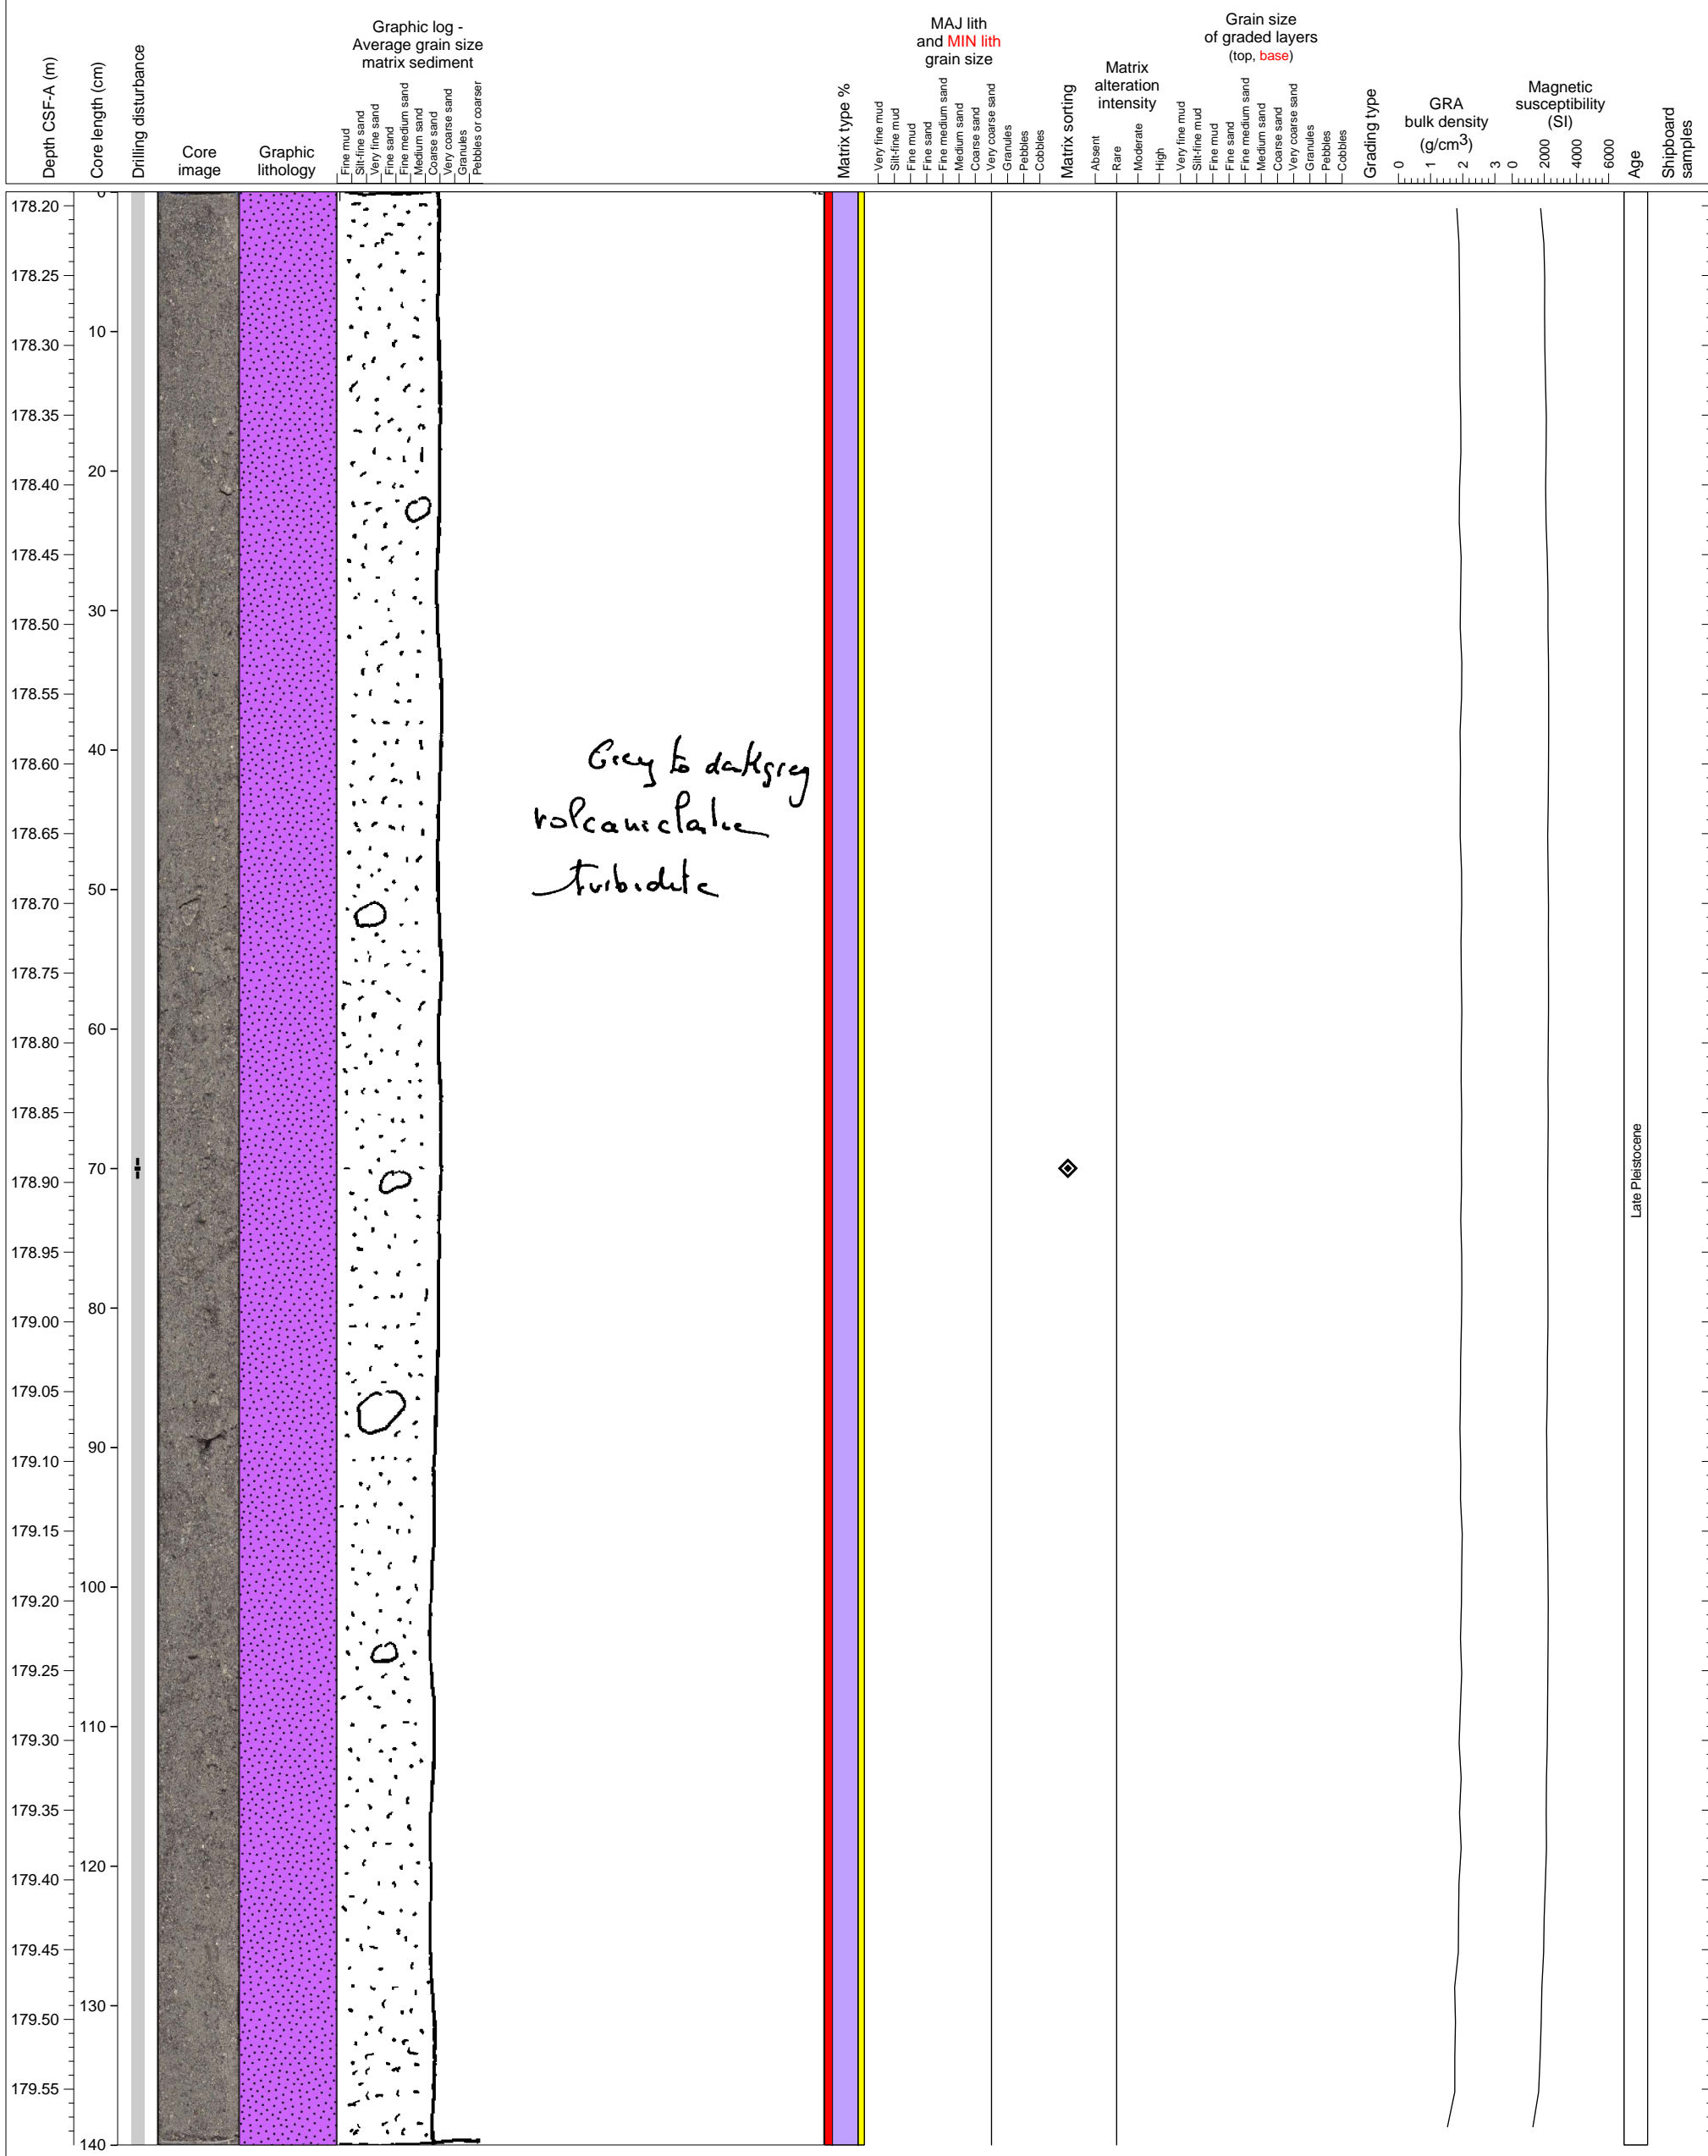 Graphic log -
Average grain size
matrix sediment
MAJ lith
and MIN lith
grain size
Grain size
of graded layers
(top, base)
Matrix
alteration
intensity
GRA
bulk density
(g/cm3)
Magnetic
susceptibility
(SI)
Depth CSF-A (m)
Core length (cm)
Drilling disturbance
Core
image
Graphic
lithology
Fine mud
Silt-fine sand
Very fine sand
Fine sand
Fine medium sand
Medium sand
Coarse sand
Very coarse sand
Granules
Pebbles or coarser
Matrix type %
Very fine mud
Silt-fine mud
Fine mud
Fine sand
Fine medium sand
Medium sand
Coarse sand
Very coarse sand
Granules
Pebbles
Cobbles
Matrix sorting
Absent
Rare
Moderate
High
Very fine mud
Silt-fine mud
Fine mud
Fine sand
Fine medium sand
Medium sand
Coarse sand
Very coarse sand
Granules
Pebbles
Cobbles
Grading type
0 1 2 3
0 2000 4000 6000
Age
Shipboard
samples
0
178.20
178.25
10
178.30
178.35
20
178.40
178.45
30
178.50
178.55
40
178.60
178.65
50
178.70
178.75
60
178.80
178.85
70
178.90
178.95
80
179.00
179.05
90
179.10
179.15
100
179.20
179.25
110
179.30
179.35
120
179.40
179.45
130
179.50
179.55
140
Grey to darkgrey
volcaniclastic
turbidite
Late Pleistocene